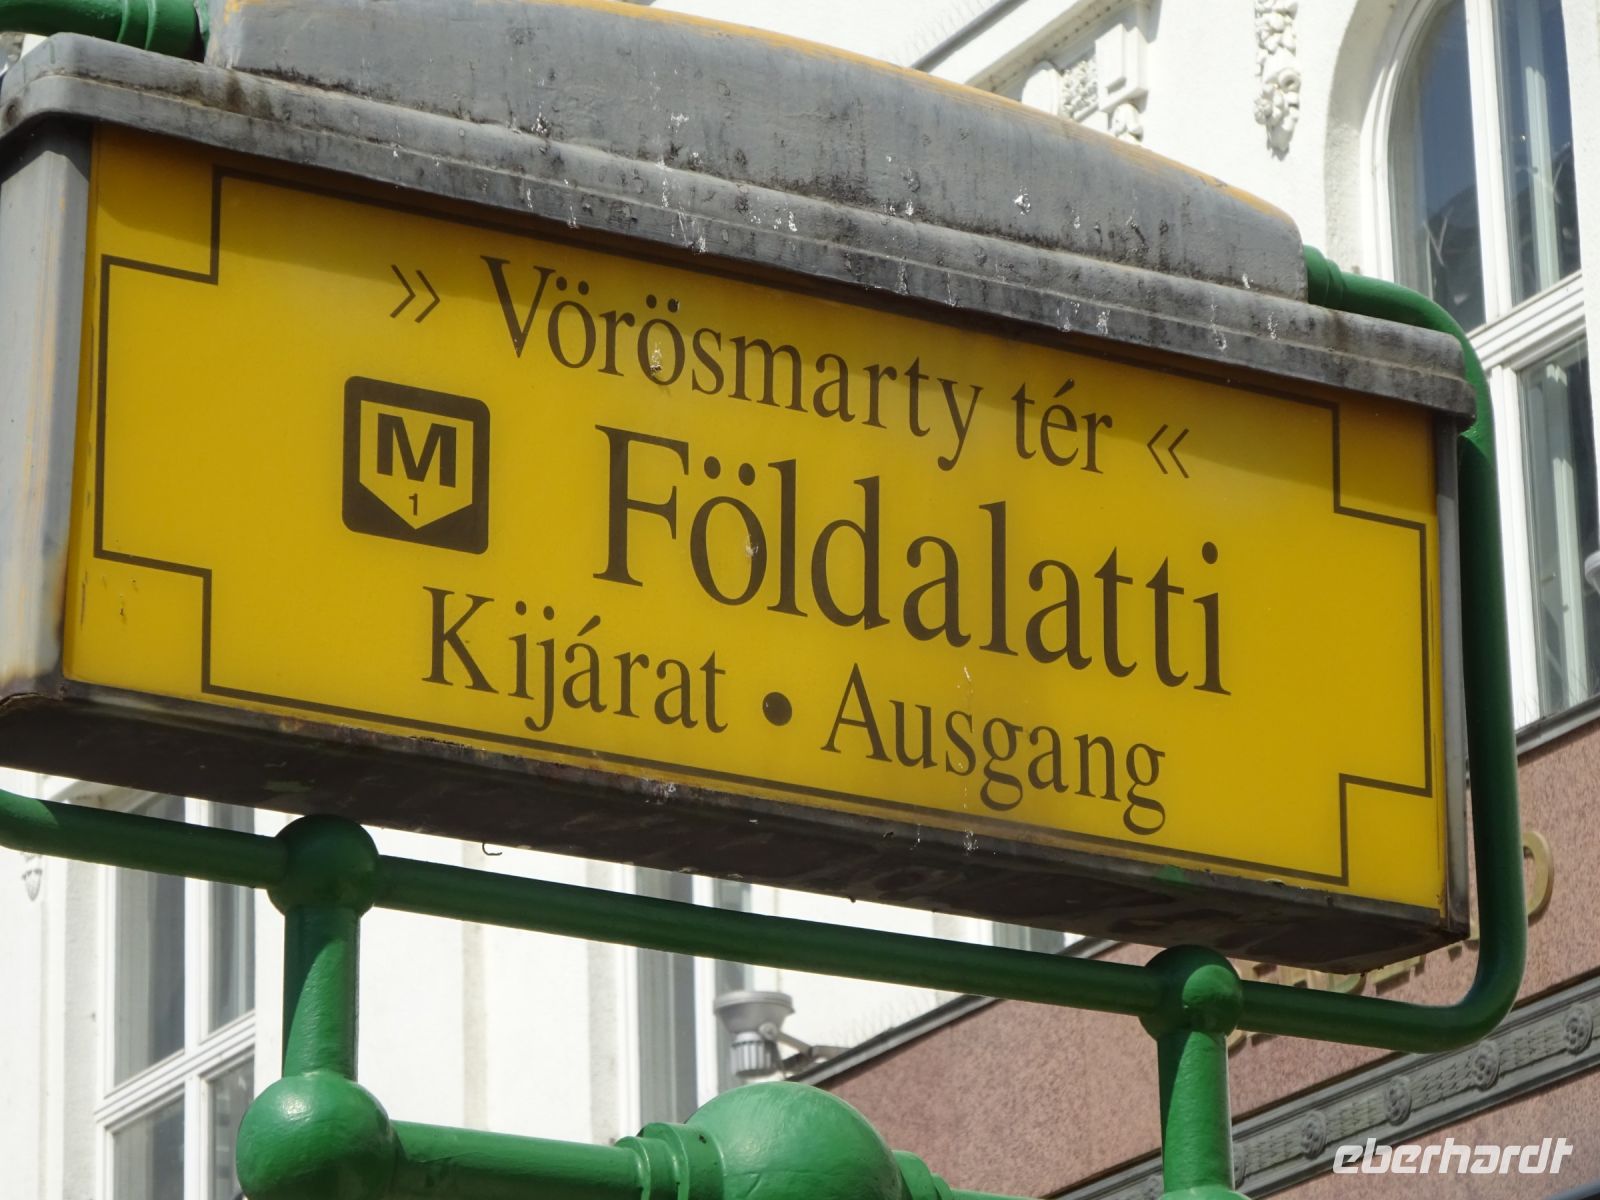 » Vörösmarty tér «
M
1
Földalatti
Kijárat • Ausgang
eberhardt